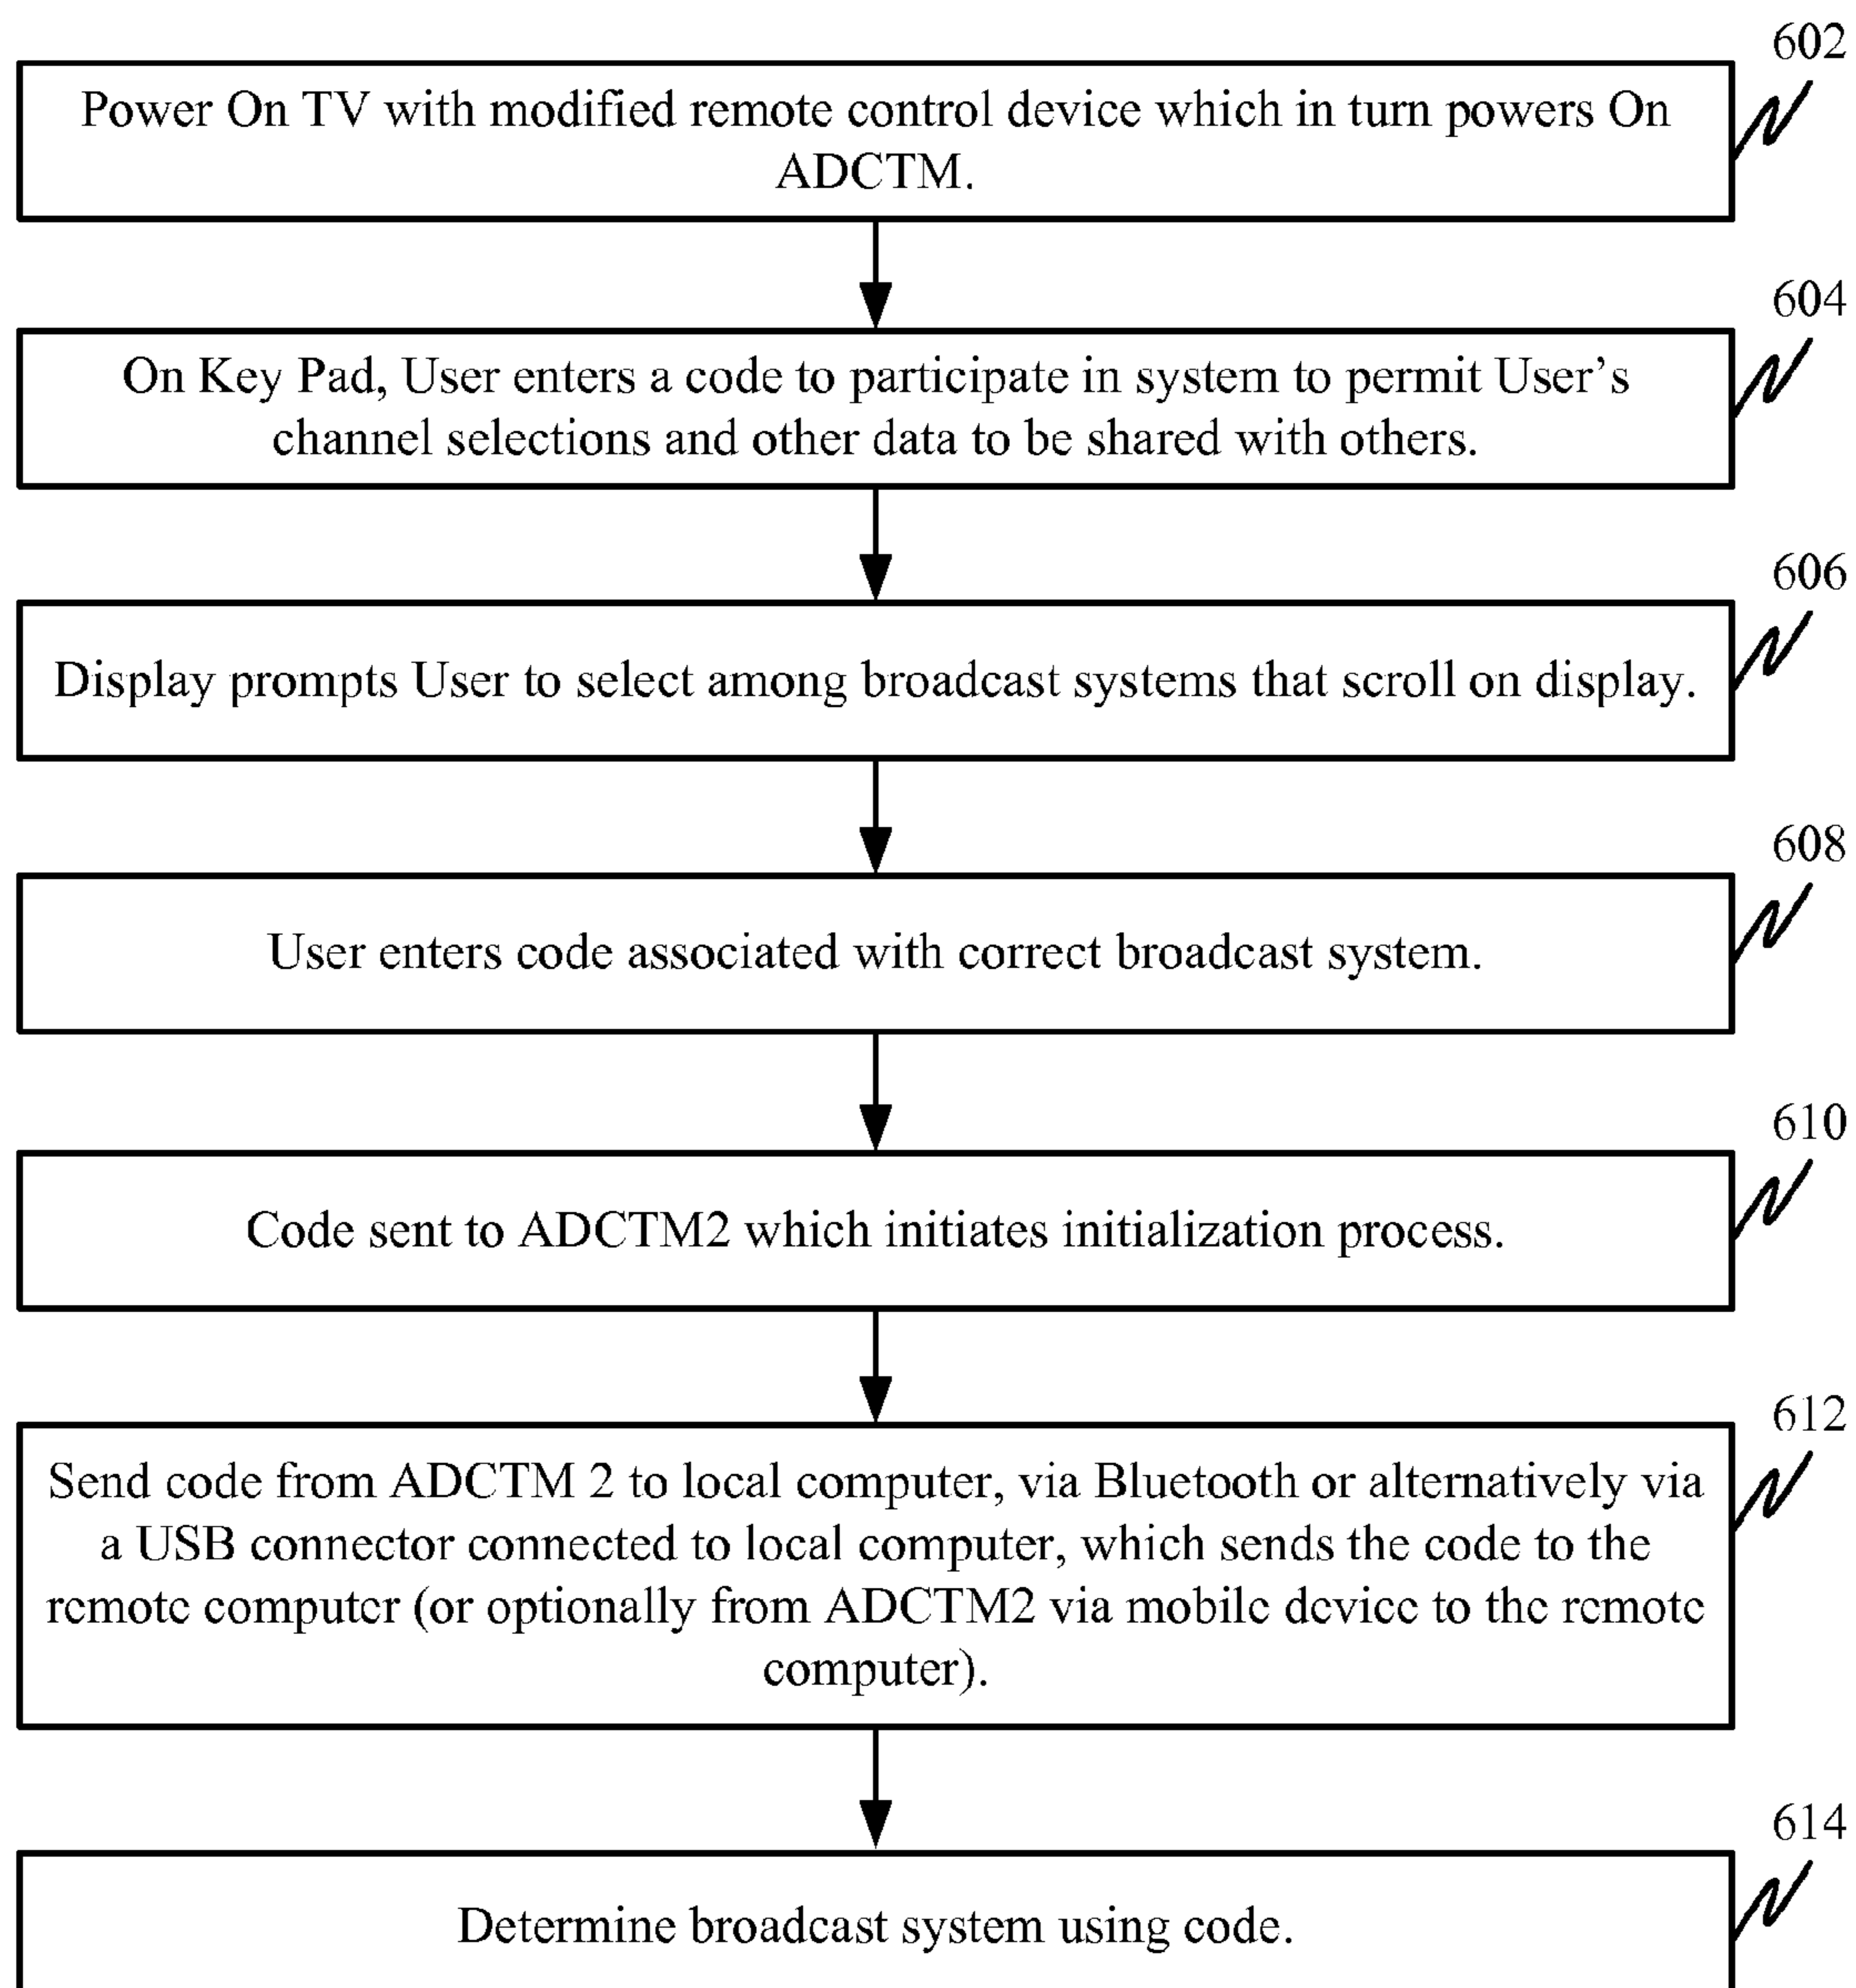 602
Power On TV with modified remote control device which in turn powers On
ADCTM.
604
On Key Pad, User enters a code to participate in system to permit User's
channel selections and other data to be shared with others.
606
Display prompts User to select among broadcast systems that scroll on display.
608
User enters code associated with correct broadcast system.
610
Code sent to ADCTM2 which initiates initialization process.
612
Send code from ADCTM 2 to local computer, via Bluetooth or alternatively via
a USB connector connected to local computer, which sends the code to the
remote computer (or optionally from ADCTM2 via mobile device to the remote
computer).
614
Determine broadcast system using code.